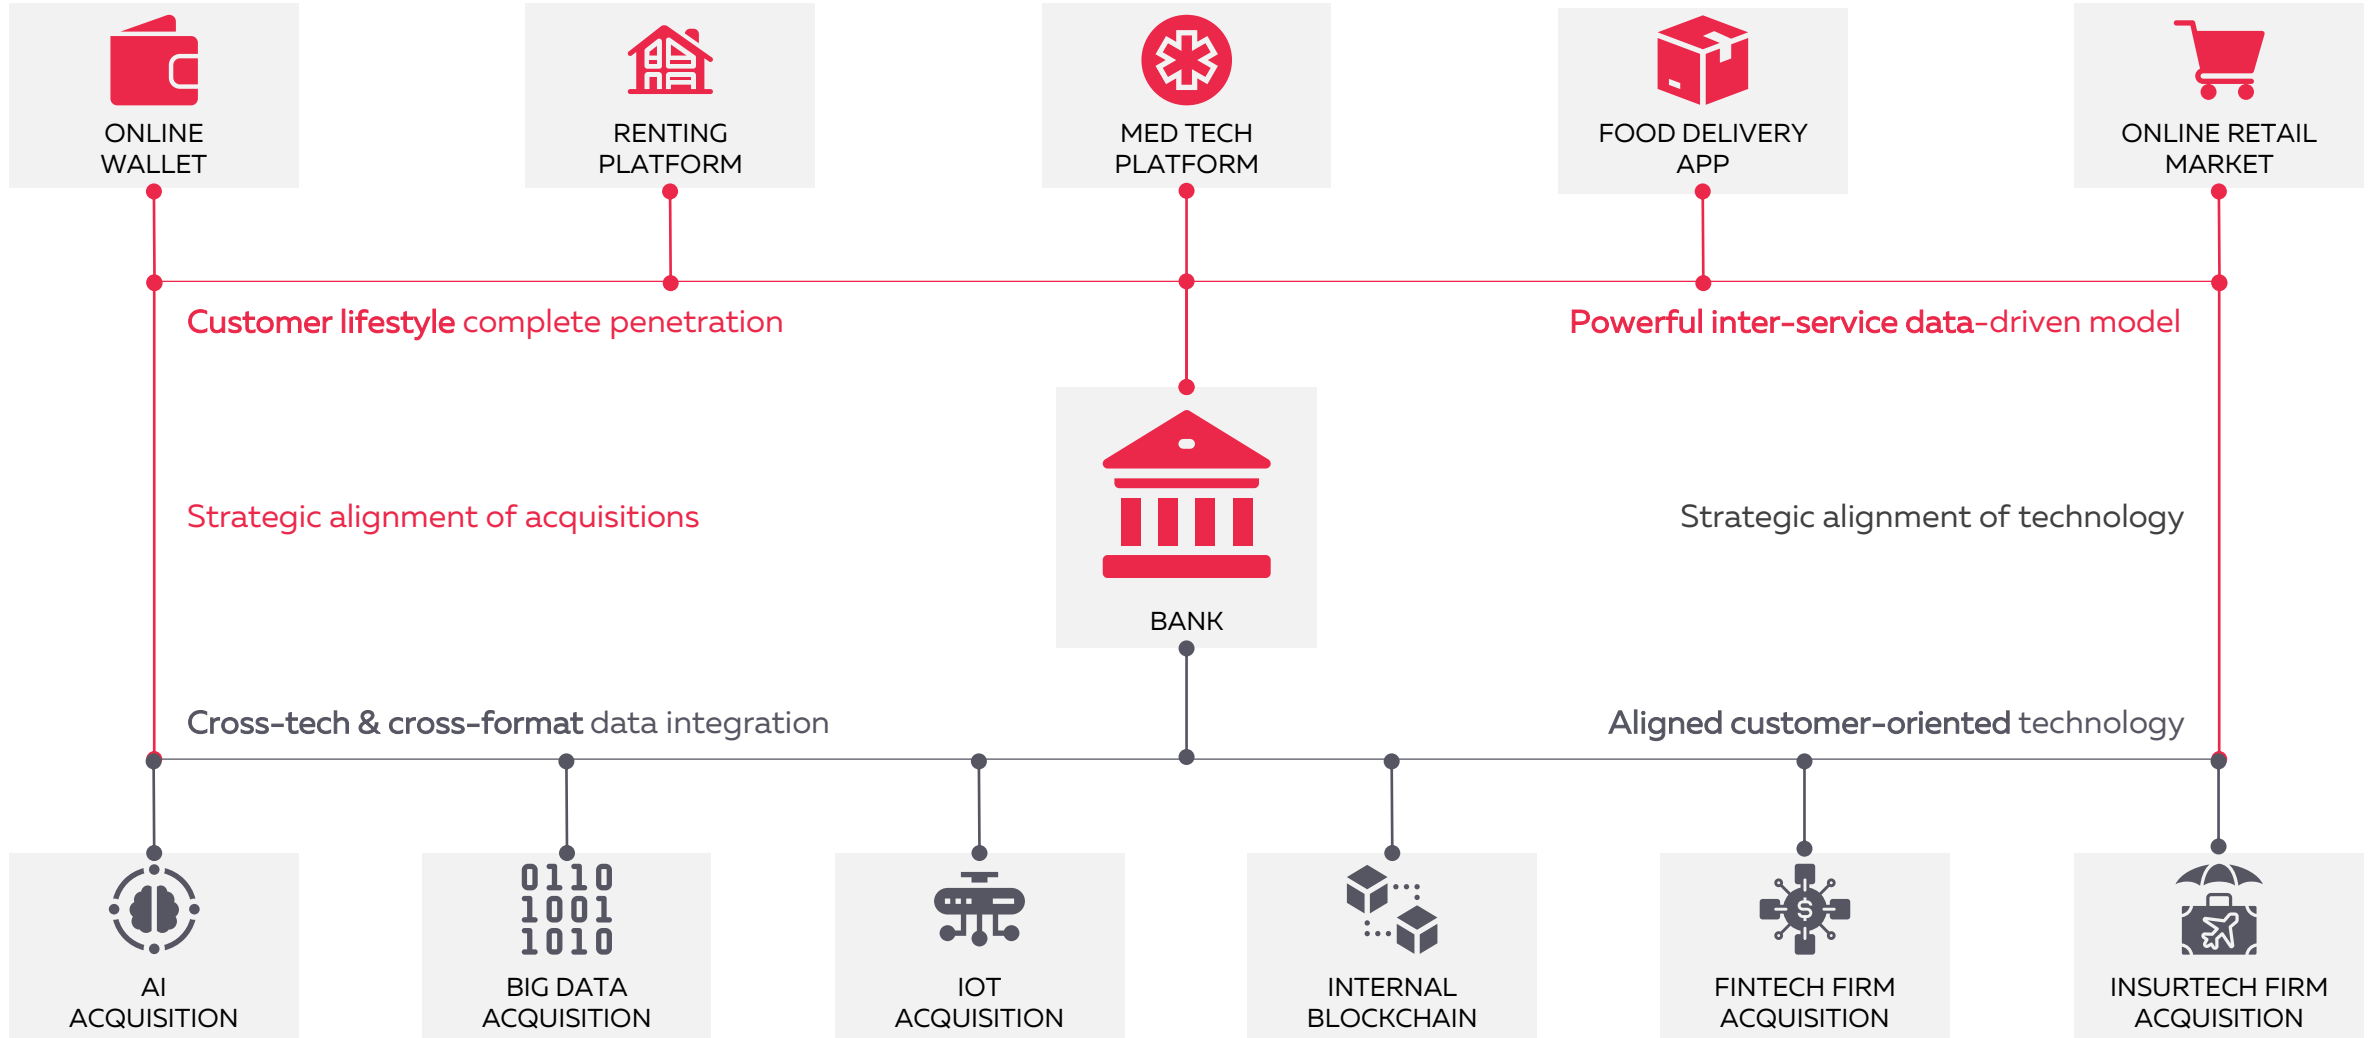 ONLINE
WALLET
RENTING
PLATFORM
MED TECH
PLATFORM
FOOD DELIVERY
APP
ONLINE RETAIL
MARKET
Customer lifestyle complete penetration
Powerful inter-service data-driven model
Strategic alignment of acquisitions
Strategic alignment of technology
BANK
Cross-tech & cross-format data integration
Aligned customer-oriented technology
0110
1001
1010
$
AI
ACQUISITION
BIG DATA
ACQUISITION
IOT
ACQUISITION
INTERNAL
BLOCKCHAIN
FINTECH FIRM
ACQUISITION
INSURTECH FIRM
ACQUISITION